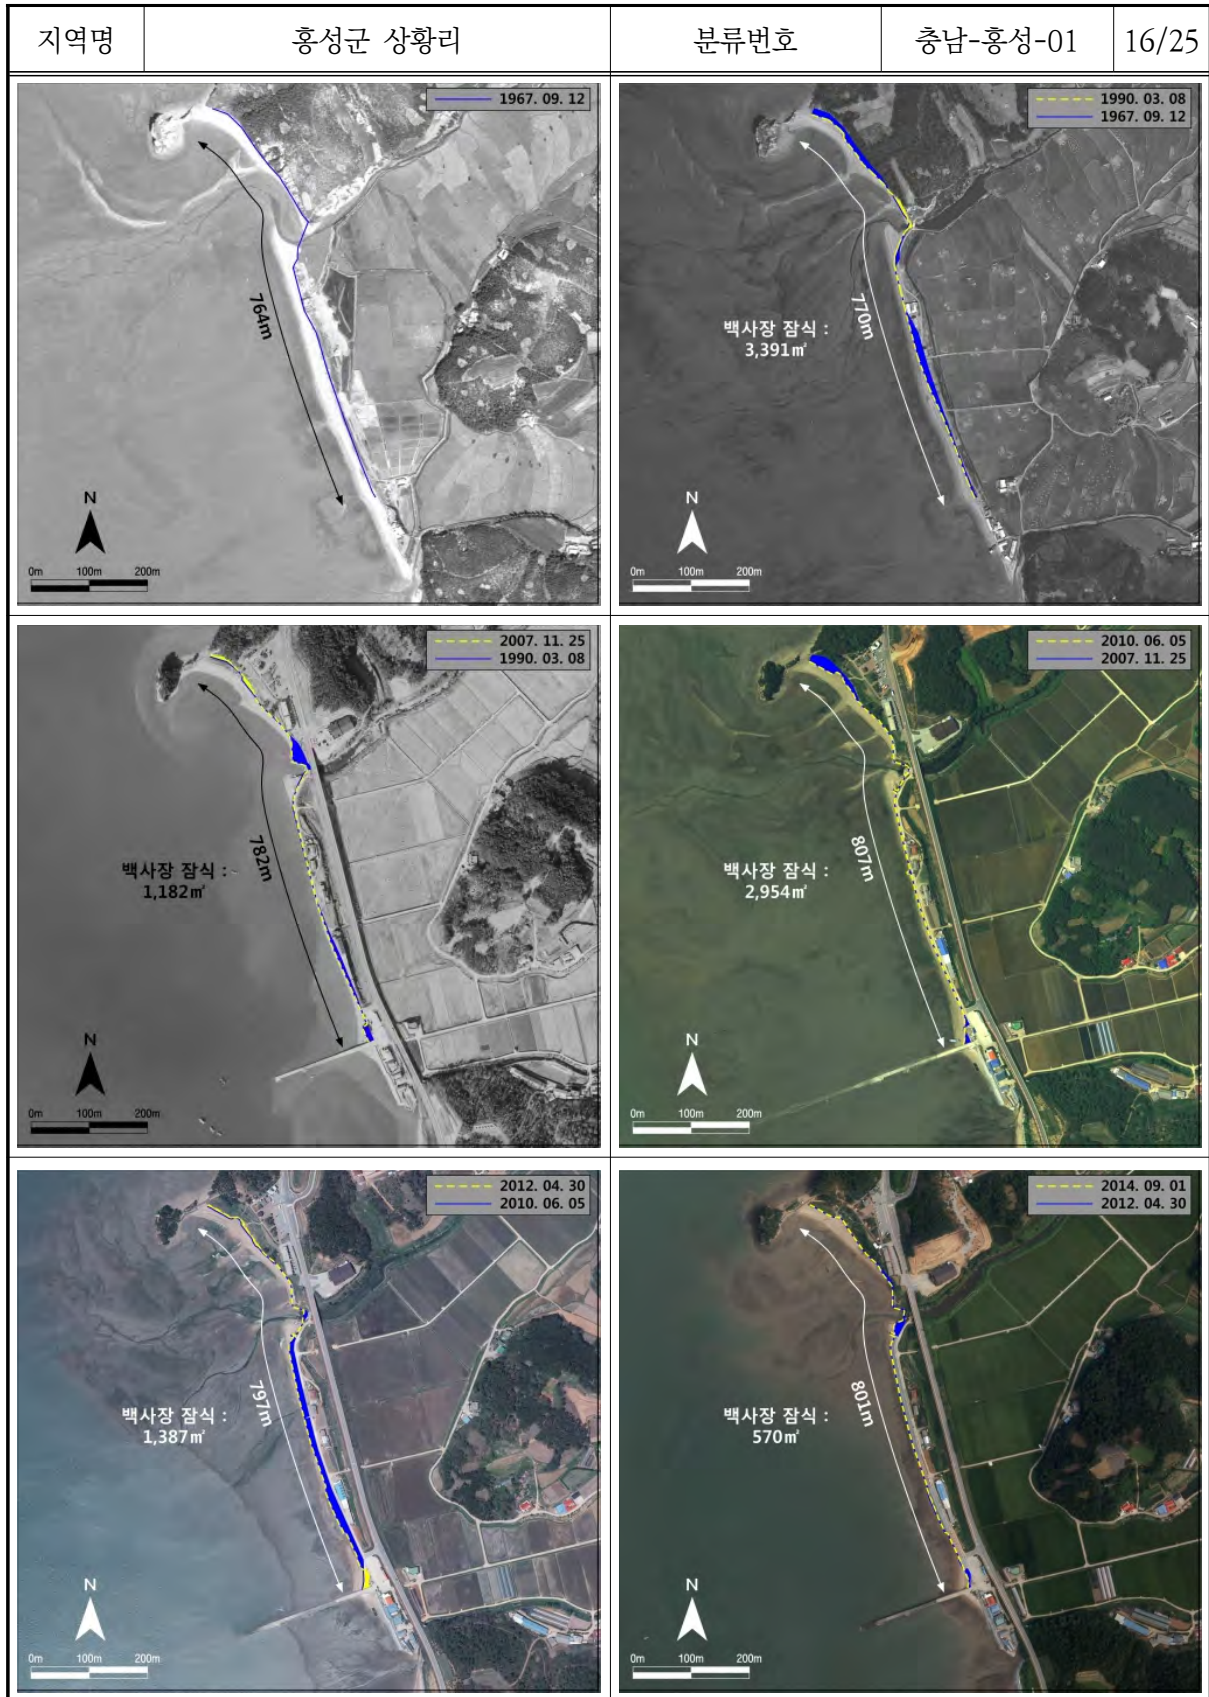 지역명 홍성군 상황리 분류번호 충남-홍성-01 16/25
1967. 09. 12
764m
N
0m 100m 200m
1990. 03. 08
1967. 09. 12
770m
백사장 잠식 :
3,391㎡
N
0m 100m 200m
2007. 11. 25
1990. 03. 08
782m
백사장 잠식 :
1,182㎡
N
0m 100m 200m
2010. 06. 05
2007. 11. 25
807m
백사장 잠식 :
2,954㎡
N
0m 100m 200m
2012. 04. 30
2010. 06. 05
797m
백사장 잠식 :
1,387㎡
N
0m 100m 200m
2014. 09. 01
2012. 04. 30
801m
백사장 잠식 :
570㎡
N
0m 100m 200m